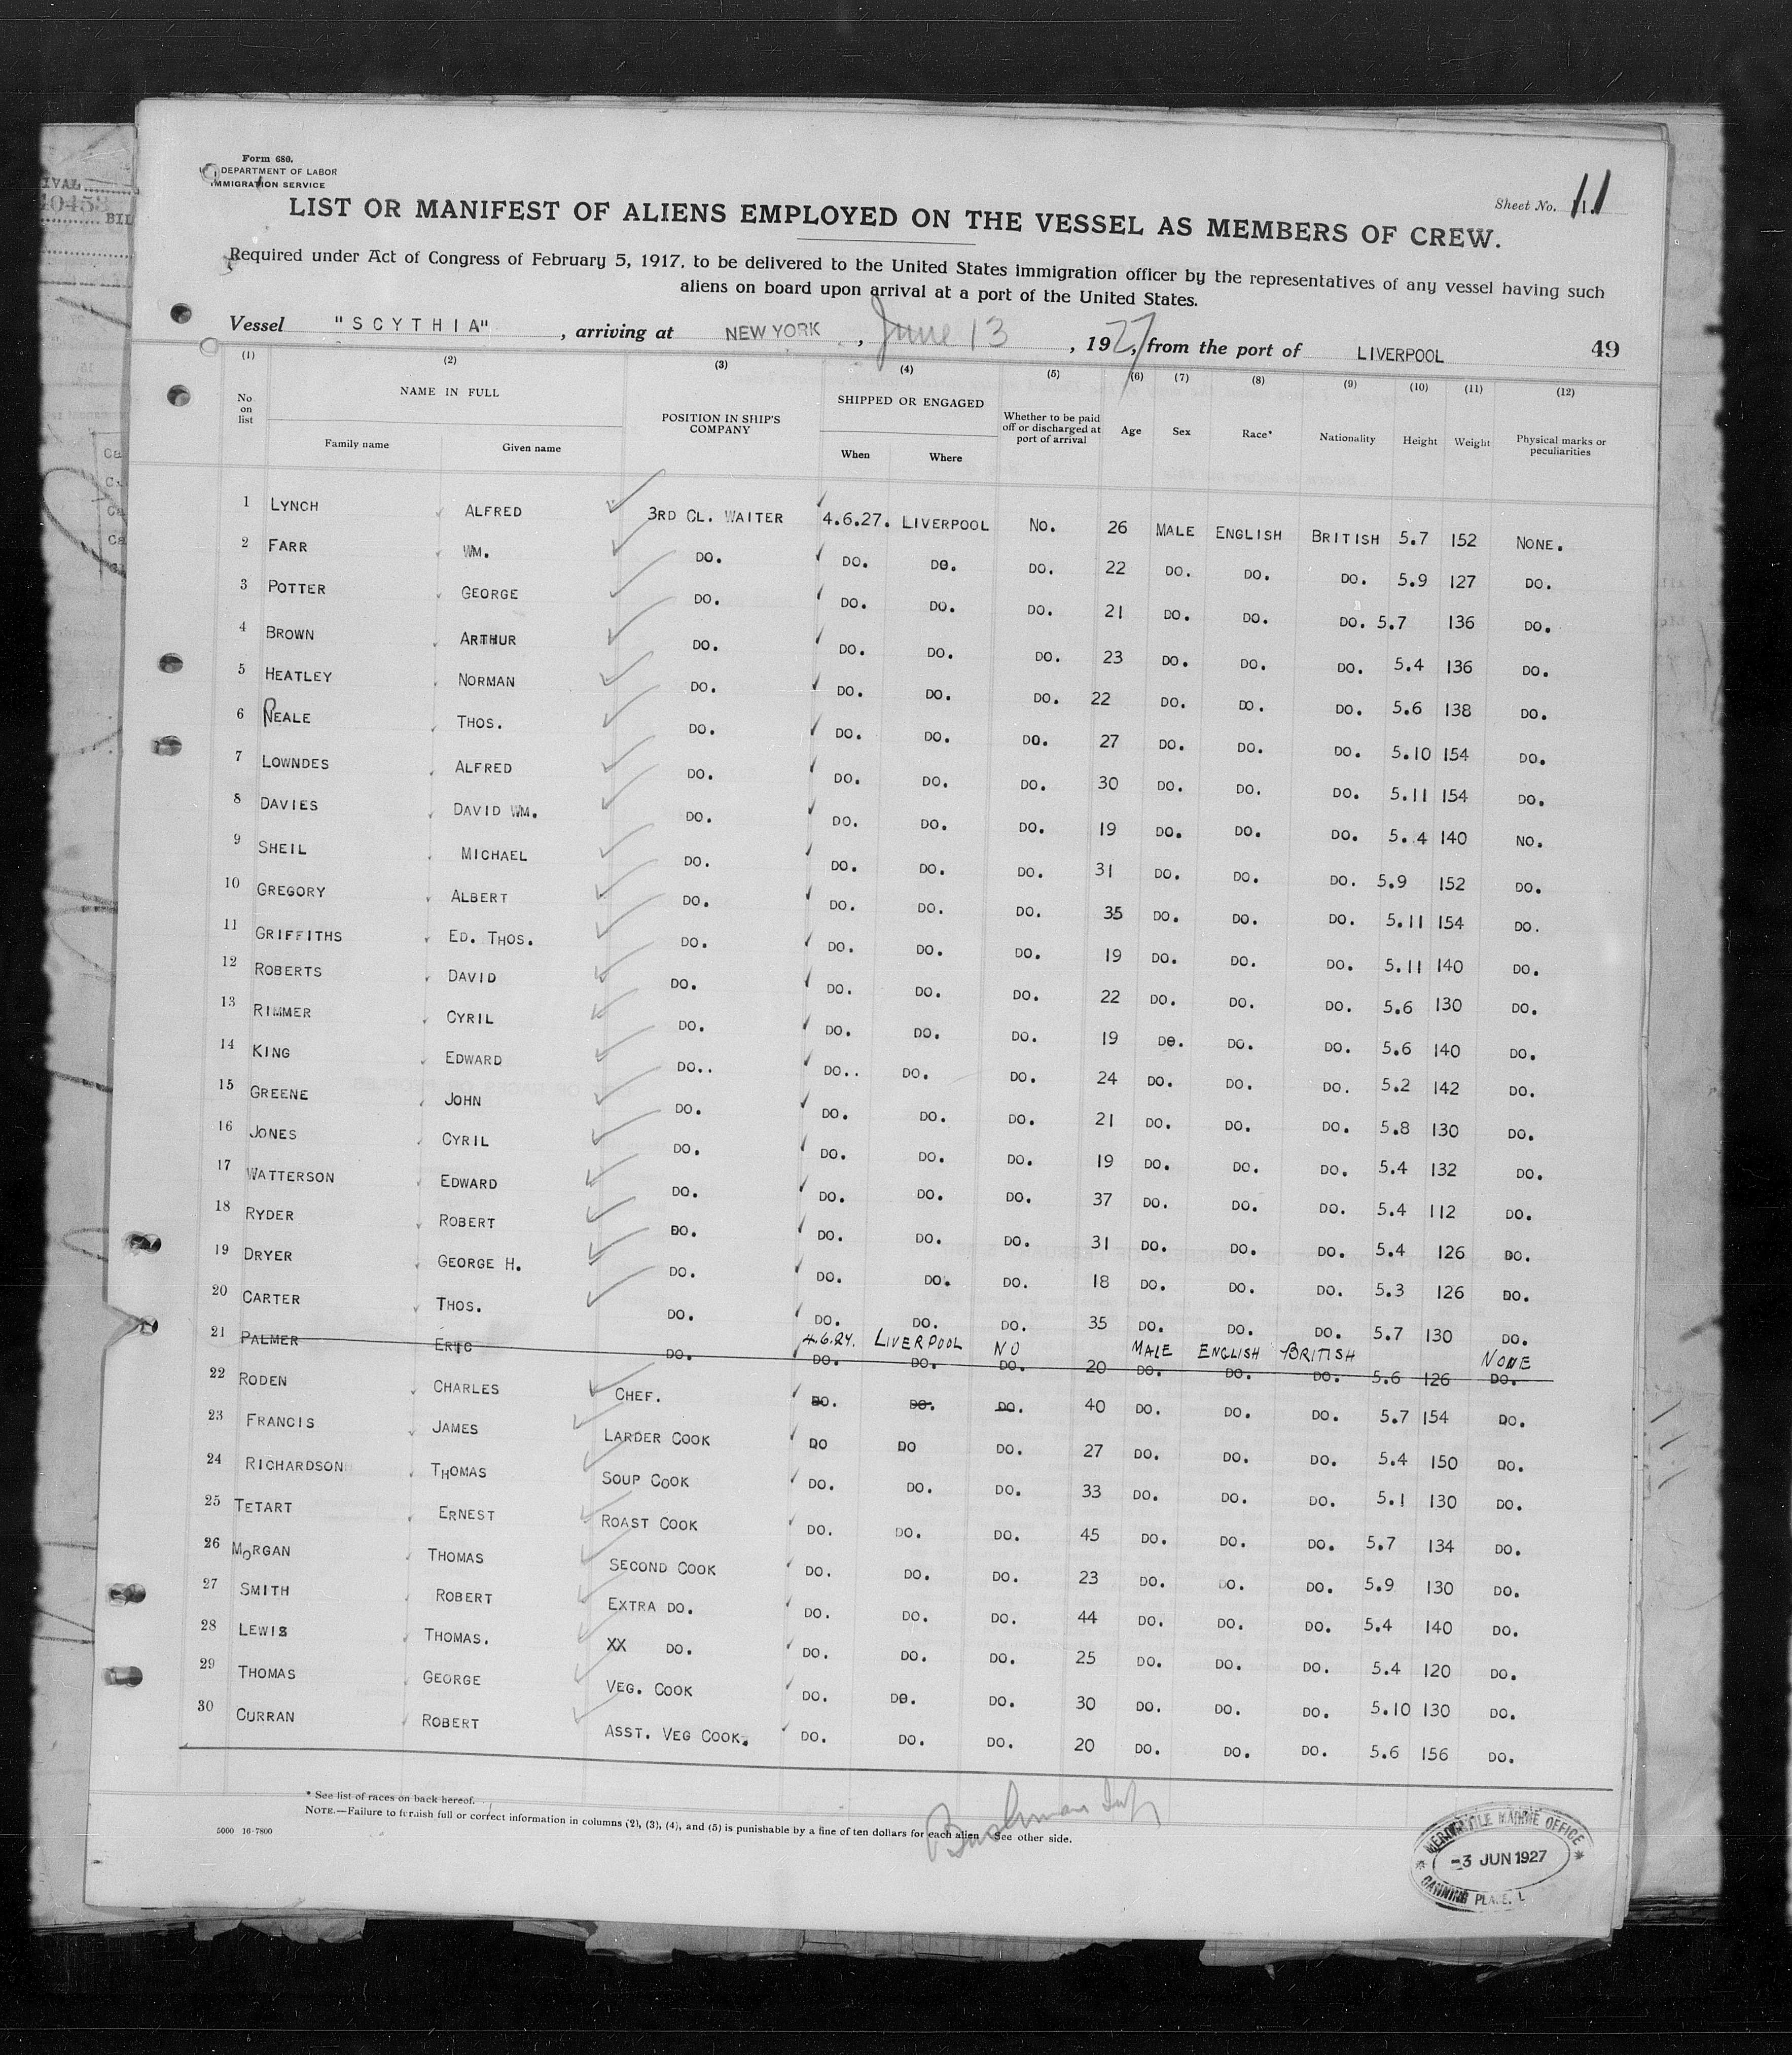 Form 680.
DEPARTMENT OF LABOR
IMMIGRATION SERVICE
Sheet No. 11
LIST OR MANIFEST OF ALIENS EMPLOYED ON THE VESSEL AS MEMBERS OF CREW.
Required under Act of Congress of February 5, 1917, to be delivered to the United States immigration officer by the representatives of any vessel having such
aliens on board upon arrival at a port of the United States.
Vessel "SCYTHIA", arriving at NEW YORK, June 13, 1927, from the port of LIVERPOOL 49
(1) (2) (3) (4) (5) (6) (7) (8) (9) (10) (11) (12)
No on list NAME IN FULL Family name Given name POSITION IN SHIP'S COMPANY SHIPPED OR ENGAGED When Where Whether to be paid off or discharged at port of arrival Age Sex Race* Nationality Height Weight Physical marks or peculiarities
1 LYNCH ALFRED 3RD CL. WAITER 4.6.27. LIVERPOOL No. 26 MALE ENGLISH BRITISH 5.7 152 NONE.
2 FARR WM. DO. DO. DO. DO. 22 DO. DO. DO. 5.9 127 DO.
3 POTTER GEORGE DO. DO. DO. DO. 21 DO. DO. DO. 5.7 136 DO.
4 BROWN ARTHUR DO. DO. DO. DO. 23 DO. DO. DO. 5.4 136 DO.
5 HEATLEY NORMAN DO. DO. DO. DO. 22 DO. DO. DO. 5.6 138 DO.
6 NEALE THOS. DO. DO. DO. DO. 27 DO. DO. DO. 5.10 154 DO.
7 LOWNDES ALFRED DO. DO. DO. DO. 30 DO. DO. DO. 5.11 154 DO.
8 DAVIES DAVID WM. DO. DO. DO. DO. 19 DO. DO. DO. 5.4 140 NO.
9 SHEIL MICHAEL DO. DO. DO. DO. 31 DO. DO. DO. 5.9 152 DO.
10 GREGORY ALBERT DO. DO. DO. DO. 35 DO. DO. DO. 5.11 154 DO.
11 GRIFFITHS ED. THOS. DO. DO. DO. DO. 19 DO. DO. DO. 5.11 140 DO.
12 ROBERTS DAVID DO. DO. DO. DO. 22 DO. DO. DO. 5.6 130 DO.
13 RIMMER CYRIL DO. DO. DO. DO. 19 DO. DO. DO. 5.6 140 DO.
14 KING EDWARD DO.. DO.. DO. DO. 24 DO. DO. DO. 5.2 142 DO.
15 GREENE JOHN DO. DO. DO. DO. 21 DO. DO. DO. 5.8 130 DO.
16 JONES CYRIL DO. DO. DO. DO. 19 DO. DO. DO. 5.4 132 DO.
17 WATTERSON EDWARD DO. DO. DO. DO. 37 DO. DO. DO. 5.4 112 DO.
18 RYDER ROBERT DO. DO. DO. DO. 31 DO. DO. DO. 5.4 126 DO.
19 DRYER GEORGE H. DO. DO. DO. DO. 18 DO. DO. DO. 5.3 126 DO.
20 CARTER THOS. DO. DO. DO. DO. 35 DO. DO. DO. 5.7 130 DO.
4.6.27. LIVERPOOL NO MALE ENGLISH BRITISH NONE
21 PALMER ERIC DO. DO. DO. DO. 20 DO. DO. DO. 5.6 126 DO.
22 RODEN CHARLES CHEF. DO. DO. DO. 40 DO. DO. DO. 5.7 154 DO.
23 FRANCIS JAMES LARDER COOK DO DO DO. 27 DO. DO. DO. 5.4 150 DO.
24 RICHARDSON THOMAS SOUP COOK DO. DO. DO. 33 DO. DO. DO. 5.1 130 DO.
25 TETART ERNEST ROAST COOK DO. DO. DO. 45 DO. DO. DO. 5.7 134 DO.
26 MORGAN THOMAS SECOND COOK DO. DO. DO. 23 DO. DO. DO. 5.9 130 DO.
27 SMITH ROBERT EXTRA DO. DO. DO. DO. 44 DO. DO. DO. 5.4 140 DO.
28 LEWIS THOMAS. XX DO. DO. DO. DO. 25 DO. DO. DO. 5.4 120 DO.
29 THOMAS GEORGE VEG. COOK DO. DO. DO. 30 DO. DO. DO. 5.10 130 DO.
30 CURRAN ROBERT ASST. VEG COOK. DO. DO. DO. 20 DO. DO. DO. 5.6 156 DO.
* See list of races on back hereof.
NOTE.—Failure to furnish full or correct information in columns (2), (3), (4), and (5) is punishable by a fine of ten dollars for each alien See other side.
5000 16-7800
MERCANTILE MARINE OFFICE
-3 JUN 1927
CANNING PLACE, L